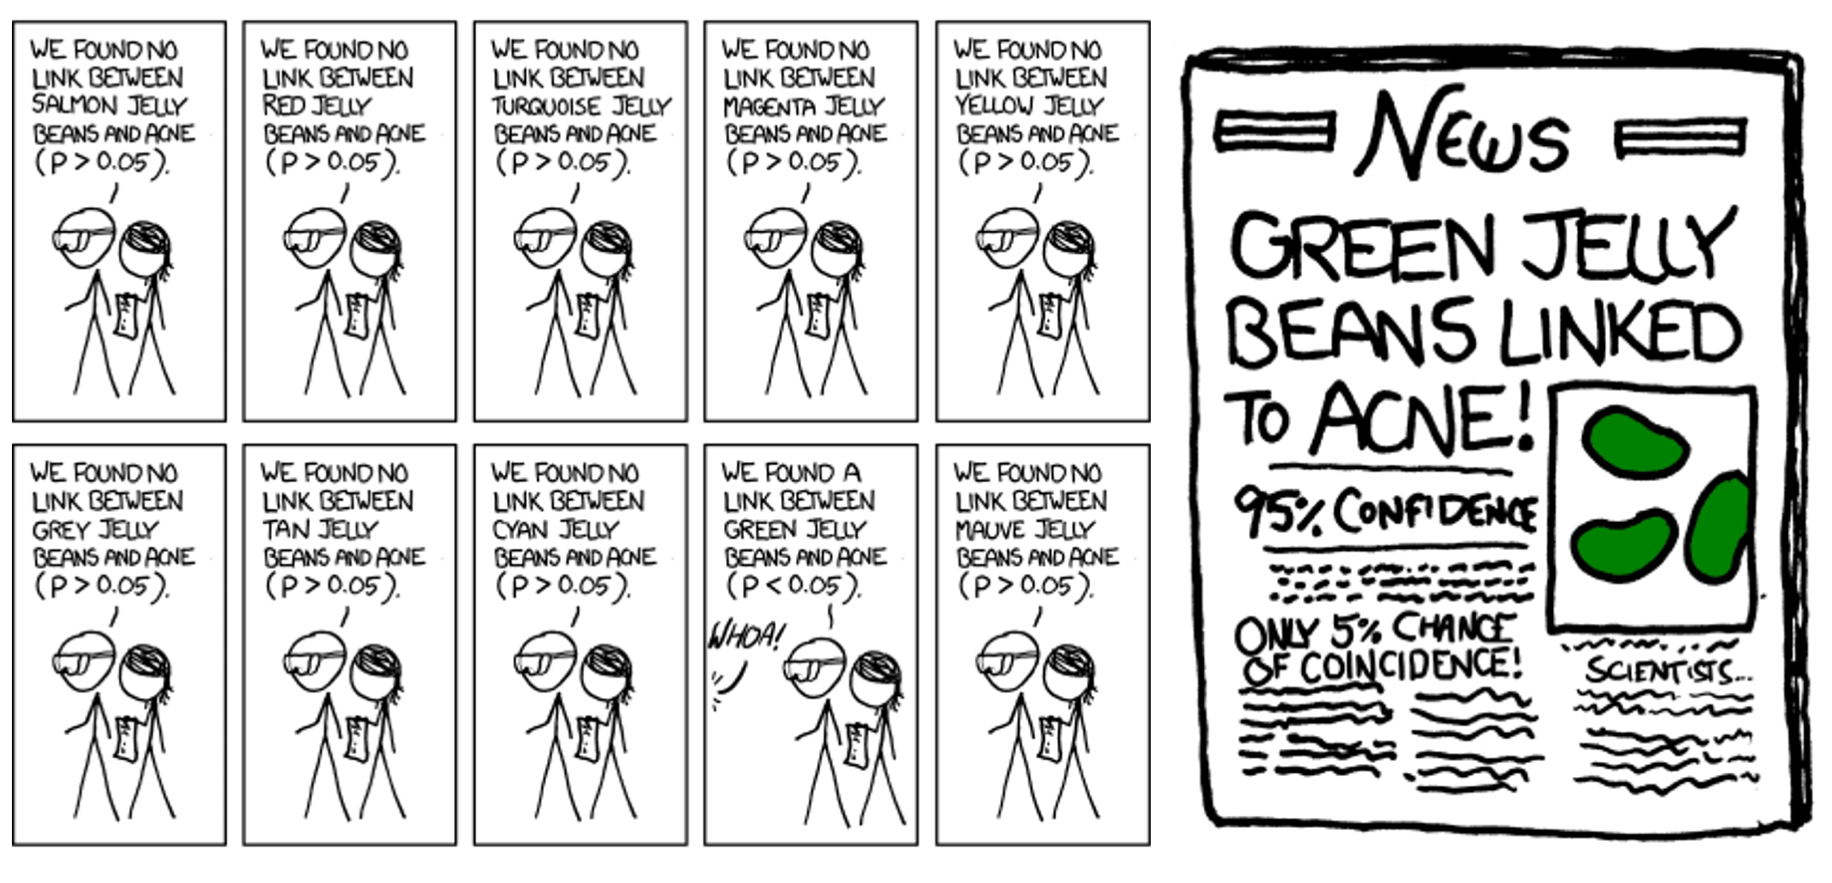 WE FOUND NO
LINK BETWEEN
SALMON JELLY
BEANS AND ACNE
(P > 0.05).
WE FOUND NO
LINK BETWEEN
RED JELLY
BEANS AND ACNE
(P > 0.05).
WE FOUND NO
LINK BETWEEN
TURQUOISE JELLY
BEANS AND ACNE
(P > 0.05).
WE FOUND NO
LINK BETWEEN
MAGENTA JELLY
BEANS AND ACNE
(P > 0.05).
WE FOUND NO
LINK BETWEEN
YELLOW JELLY
BEANS AND ACNE
(P > 0.05).
WE FOUND NO
LINK BETWEEN
GREY JELLY
BEANS AND ACNE
(P > 0.05).
WE FOUND NO
LINK BETWEEN
TAN JELLY
BEANS AND ACNE
(P > 0.05).
WE FOUND NO
LINK BETWEEN
CYAN JELLY
BEANS AND ACNE
(P > 0.05).
WE FOUND A
LINK BETWEEN
GREEN JELLY
BEANS AND ACNE
(P < 0.05).
WHOA!
WE FOUND NO
LINK BETWEEN
MAUVE JELLY
BEANS AND ACNE
(P > 0.05).
NEWS
GREEN JELLY
BEANS LINKED
TO ACNE!
95% CONFIDENCE
ONLY 5% CHANCE
OF COINCIDENCE!
SCIENTISTS...